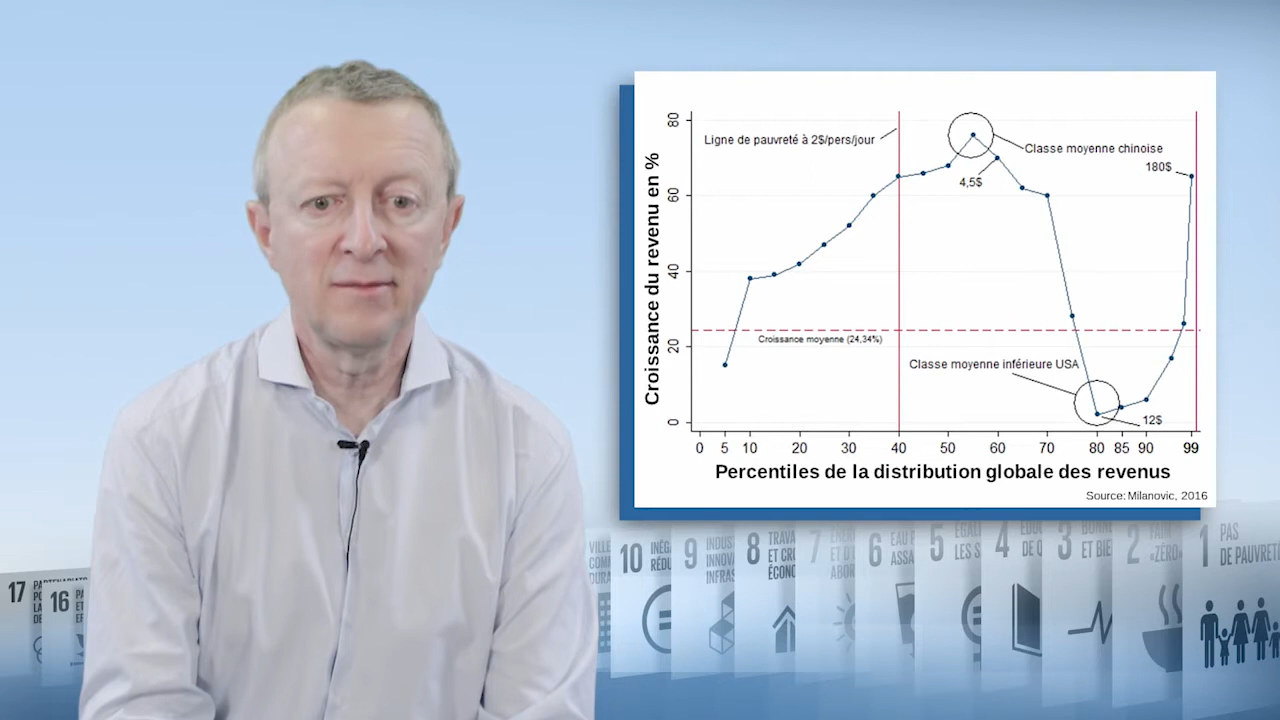 80
60
40
20
0
Croissance du revenu en %
Ligne de pauvreté à 2$/pers/jour
Classe moyenne chinoise
180$
4,5$
Croissance moyenne (24,34%)
Classe moyenne inférieure USA
12$
0 5 10 20 30 40 50 60 70 80 85 90 99
Percentiles de la distribution globale des revenus
Source: Milanovic, 2016
17
16
10
9
8
7
6 EAU
5
4
3
2
«ZÉRO»
1 PAS
DE PAUVRETÉ